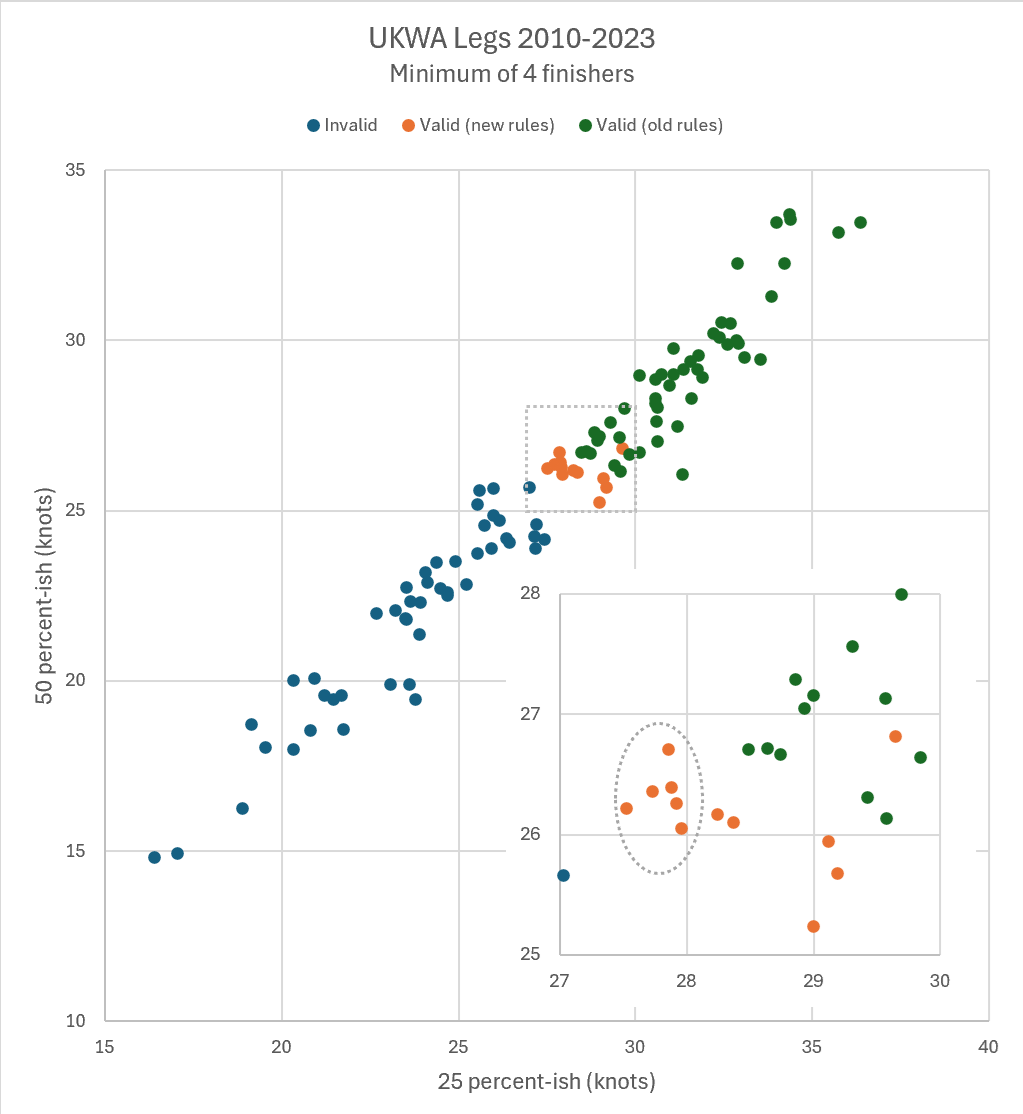 UKWA Legs 2010-2023
Minimum of 4 finishers
Invalid Valid (new rules) Valid (old rules)
35
30
25
20
15
10
50 percent-ish (knots)
28
27
26
25
27 28 29 30
15 20 25 30 35 40
25 percent-ish (knots)